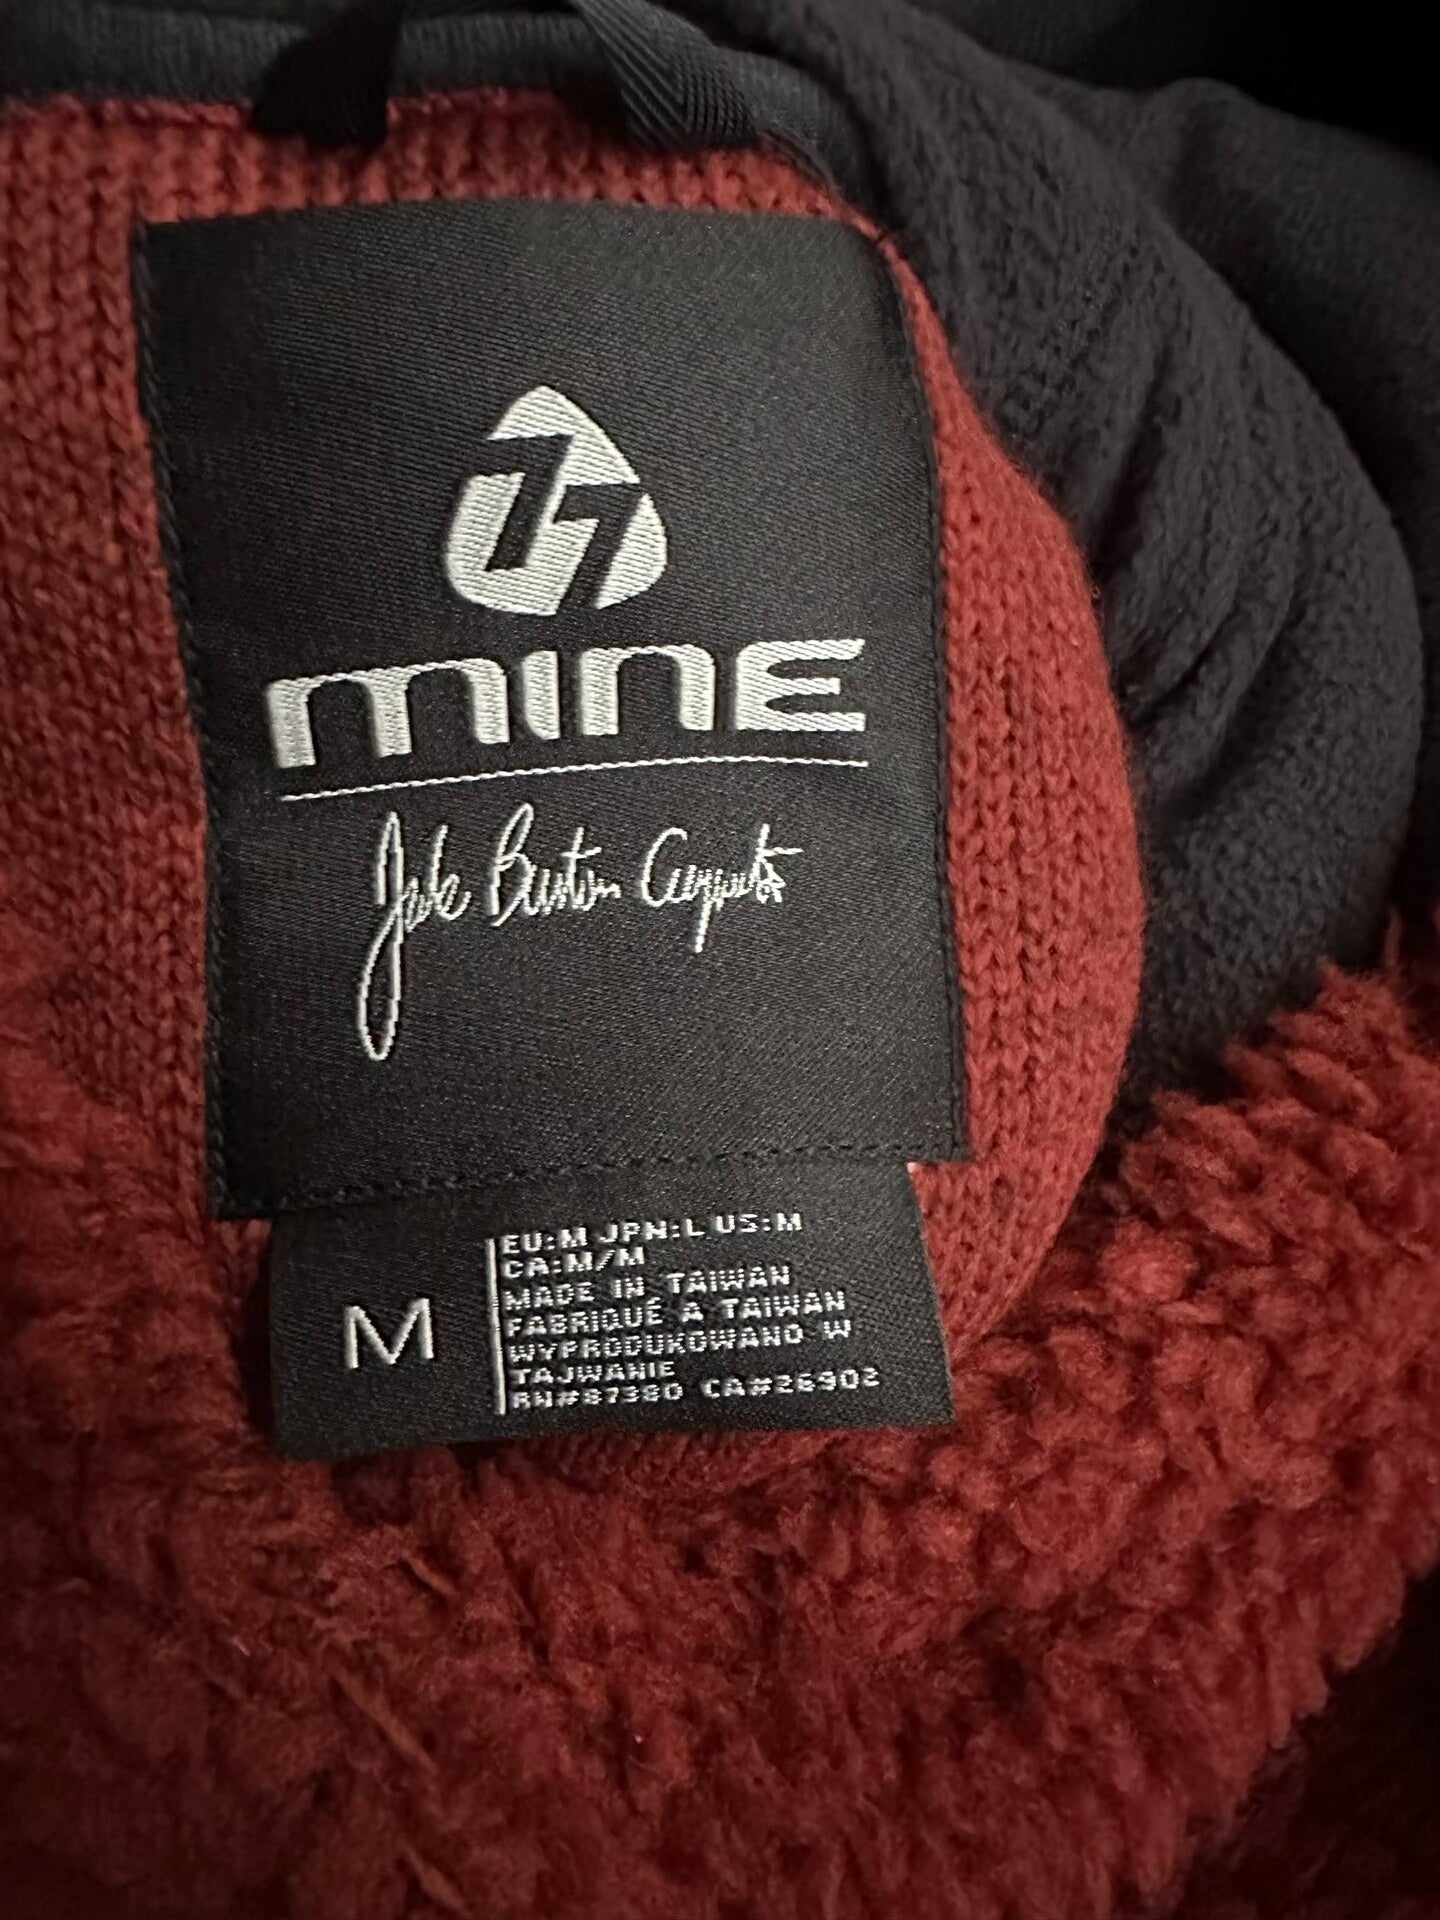 77
MINE
Jake Burton Carpenter
M
EU:M JPN:L US:M
CA:M/M
MADE IN TAIWAN
FABRIQUÉ A TAIWAN
WYPRODUKOWANO W
TAJWANIE
RN#87380 CA#26902